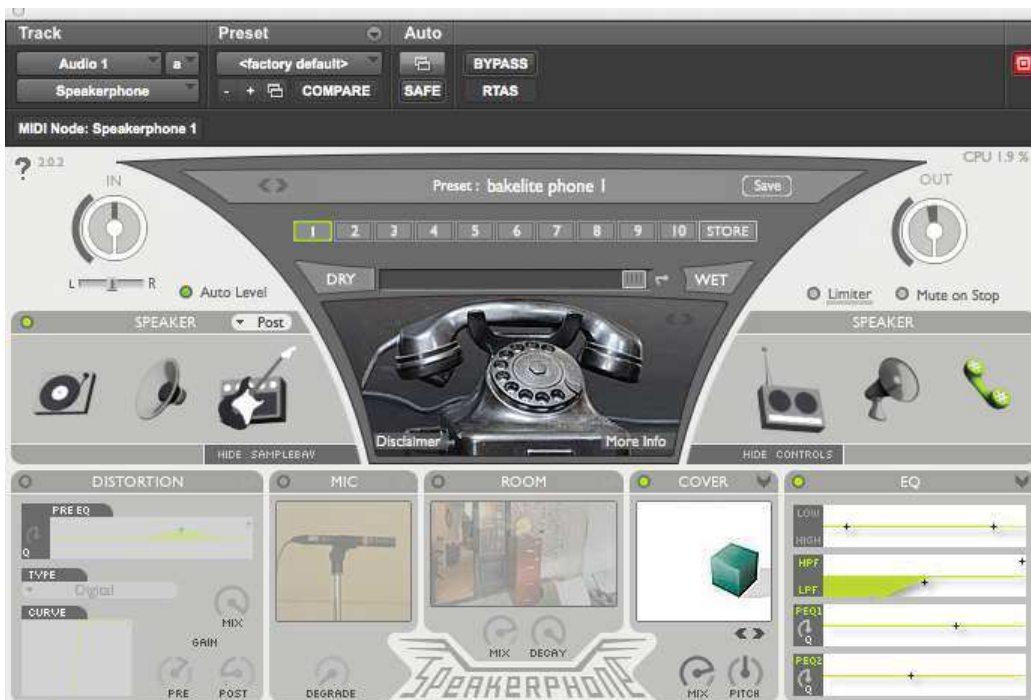 Track Preset Auto
Audio 1 a <factory default> BYPASS
Speakerphone - + COMPARE SAFE RTAS
MIDI Node: Speakerphone 1
? 2.0.2 CPU 1.9 %
IN Preset : bakelite phone 1 Save OUT
1 2 3 4 5 6 7 8 9 10 STORE
DRY WET
L R Auto Level Limiter Mute on Stop
SPEAKER Post SPEAKER
Disclaimer More Info
HIDE SAMPLEBAY HIDE CONTROLS
DISTORTION MIC ROOM COVER EQ
PRE EQ
LOW
Q
HIGH
TYPE
HPF
Digital
LPF
CURVE
PEQ1
MIX
Q
GAIN
MIX DECAY
PEQ2
SPEAKERPHONE
Q
PRE POST DEGRADE MIX PITCH